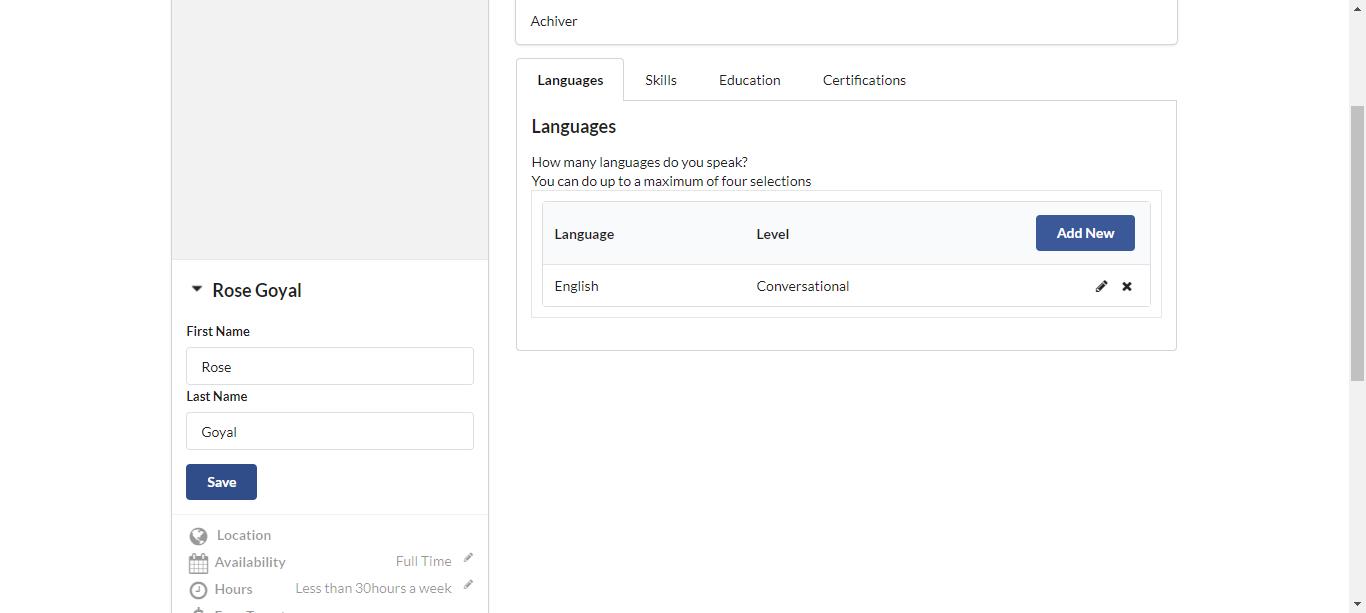 Achiver
Languages Skills Education Certifications
Languages
How many languages do you speak?
You can do up to a maximum of four selections
Language Level Add New
English Conversational
Rose Goyal
First Name
Rose
Last Name
Goyal
Save
Location
Availability Full Time
Hours Less than 30hours a week